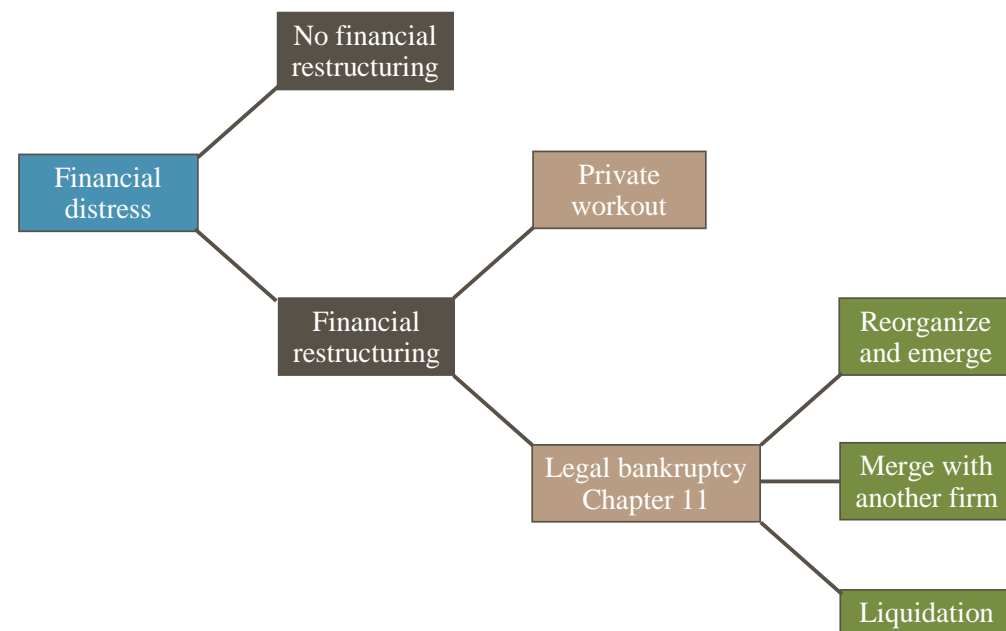 No financial
restructuring
Financial
distress
Private
workout
Financial
restructuring
Reorganize
and emerge
Legal bankruptcy
Chapter 11
Merge with
another firm
Liquidation